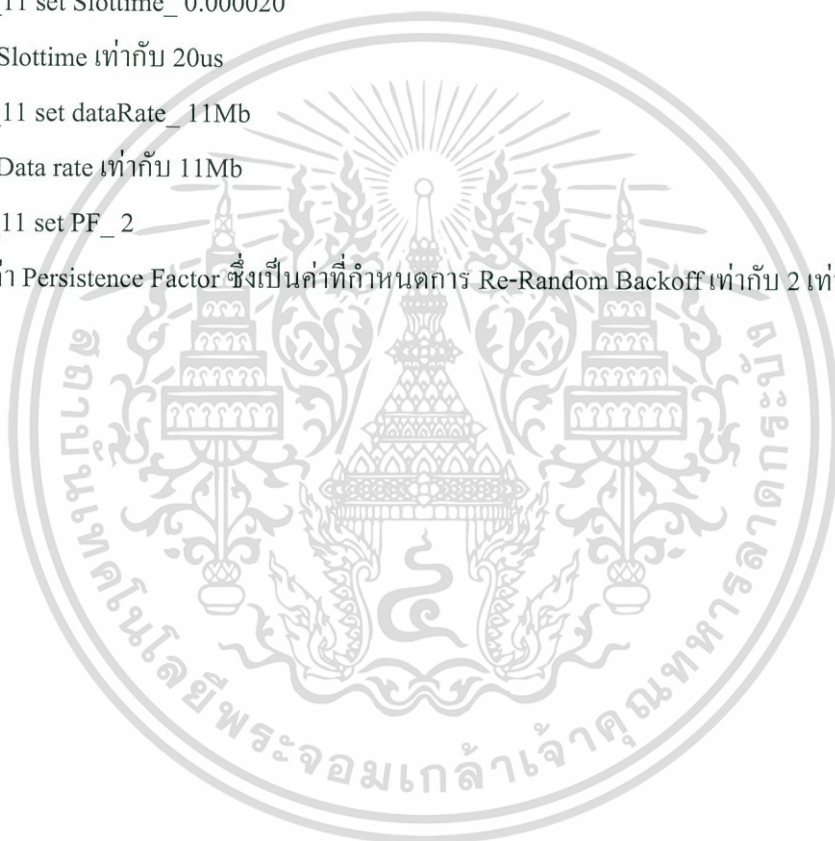 _11 set Slottime_ 0.000020
Slottime เท่ากับ 20us
_11 set dataRate_ 11Mb
Data rate เท่ากับ 11Mb
_11 set PF_ 2
Persistence Factor ซึ่งเป็นค่าที่กำหนดการ Re-Random Backoff เท่ากับ 2
สถาบันเทคโนโลยีพระจอมเกล้าเจ้าคุณทหารลาดกระบัง